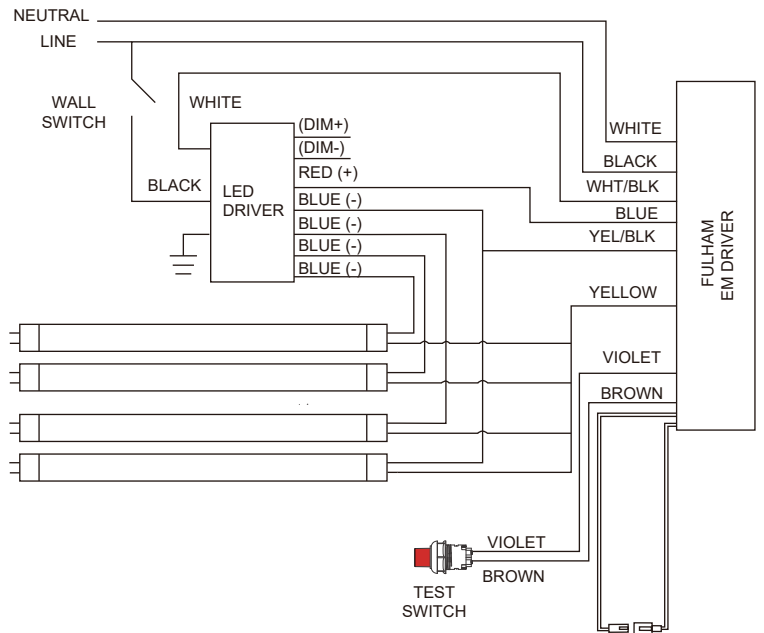 NEUTRAL
LINE
WALL
SWITCH
WHITE
BLACK
LED
DRIVER
(DIM+)
(DIM-)
RED (+)
BLUE (-)
BLUE (-)
BLUE (-)
BLUE (-)
WHITE
BLACK
WHT/BLK
BLUE
YEL/BLK
YELLOW
VIOLET
BROWN
FULHAM
EM DRIVER
VIOLET
BROWN
TEST
SWITCH